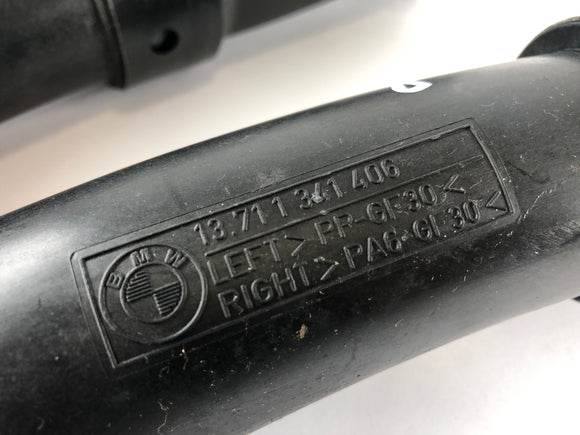 13.71 1 341 406
LEFT> PP-GF30<
RIGHT>PA6-GF30<
BMW